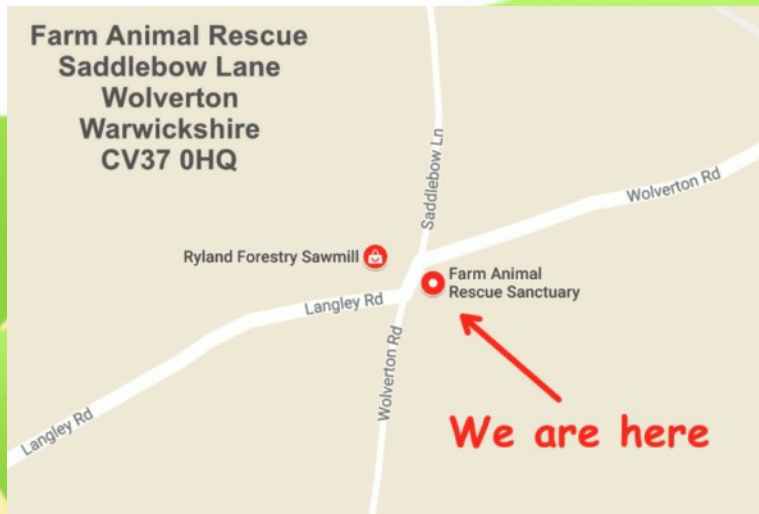 Farm Animal Rescue
Saddlebow Lane
Wolverton
Warwickshire
CV37 0HQ
Saddlebow Ln
Wolverton Rd
Ryland Forestry Sawmill
Farm Animal
Rescue Sanctuary
Langley Rd
Wolverton Rd
Langley Rd
We are here